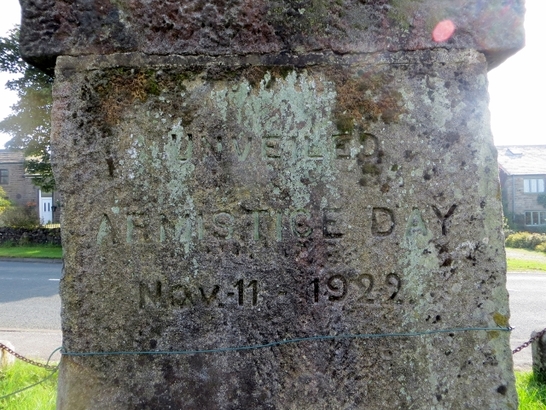 UNVEILED
ARMISTICE DAY
Nov. 11 1929.